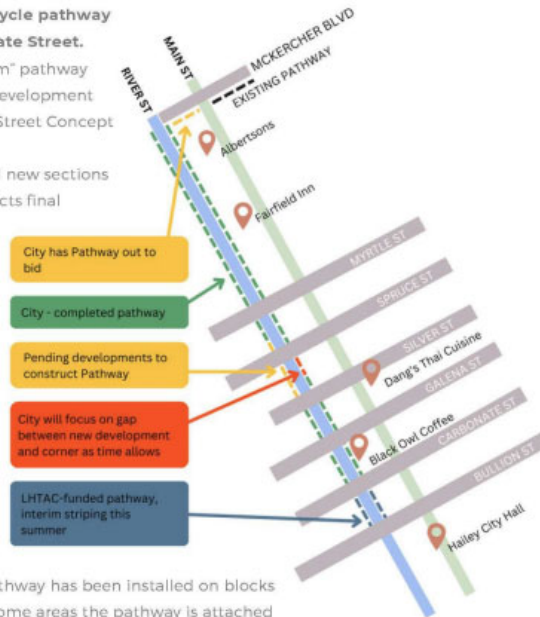 cycle pathway
ate Street.
m" pathway
evelopment
Street Concept
new sections
cts final
RIVER ST
MAIN ST
MCKERCHER BLVD
EXISTING PATHWAY
Albertsons
Fairfield Inn
City has Pathway out to
bid
MYRTLE ST
City - completed pathway
SPRUCE ST
SILVER ST
Pending developments to
construct Pathway
Dang's Thai Cuisine
GALENA ST
City will focus on gap
between new development
and corner as time allows
CARBONATE ST
Black Owl Coffee
BULLION ST
LHTAC-funded pathway,
interim striping this
summer
Hailey City Hall
thway has been installed on blocks
ome areas the pathway is attached